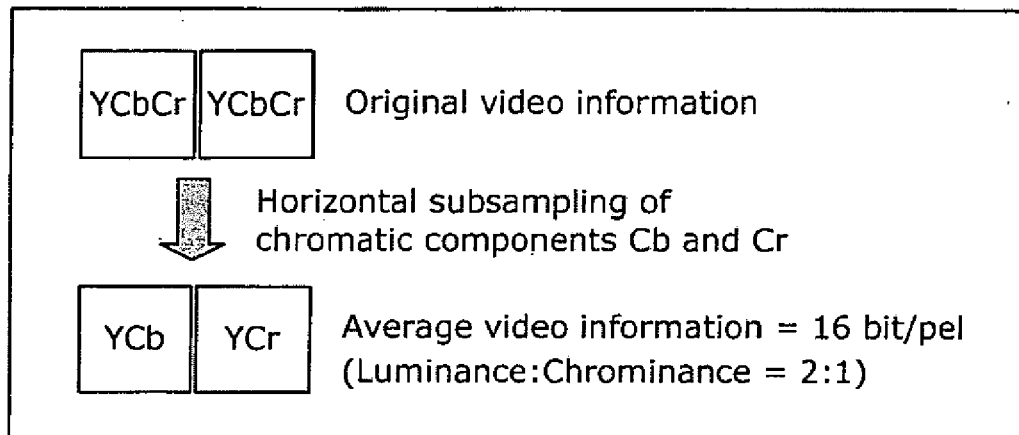 YCbCr YCbCr Original video information
Horizontal subsampling of
chromatic components Cb and Cr
YCb YCr Average video information = 16 bit/pel
(Luminance:Chrominance = 2:1)